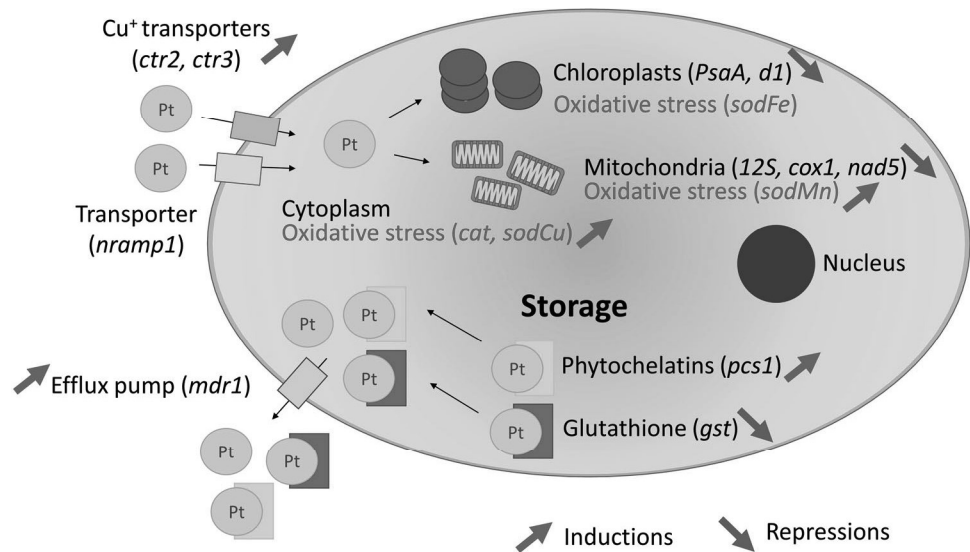 Cu⁺ transporters
(ctr2, ctr3)
Pt
Pt
Transporter
(nramp1)
Pt
Chloroplasts (PsaA, d1)
Oxidative stress (sodFe)
Mitochondria (12S, cox1, nad5)
Oxidative stress (sodMn)
Cytoplasm
Oxidative stress (cat, sodCu)
Nucleus
Storage
Pt
Pt
Pt
Pt
Phytochelatins (pcs1)
Pt
Glutathione (gst)
Efflux pump (mdr1)
Pt
Pt
Pt
Inductions
Repressions